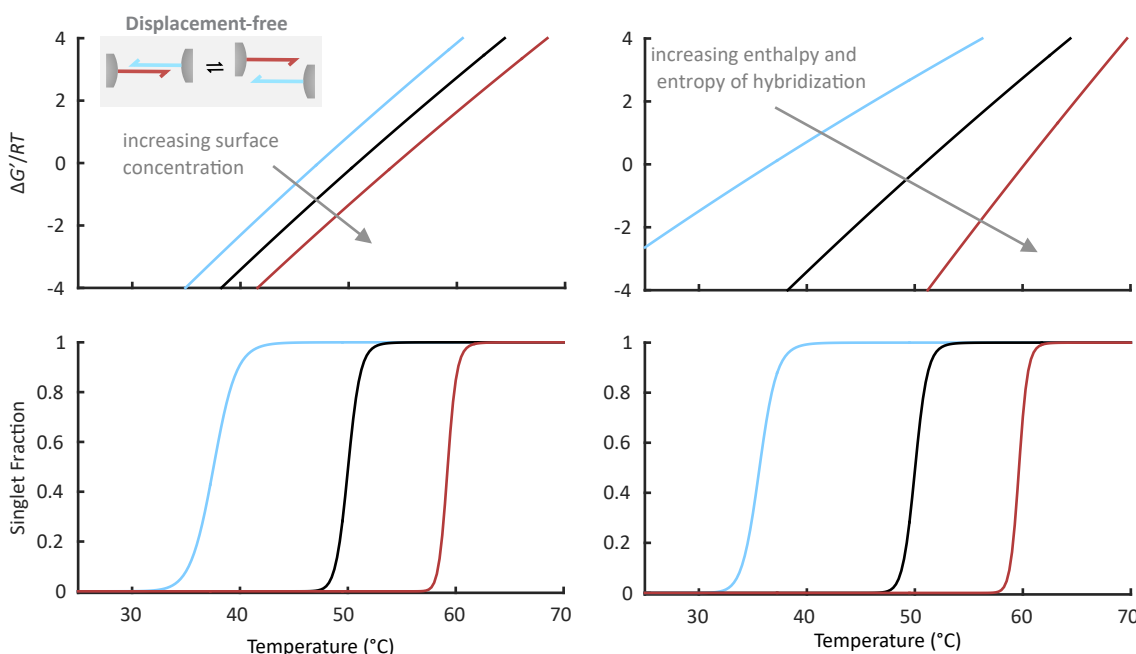 Displacement-free
⇌
increasing surface
concentration
ΔG'/RT
4
2
0
-2
-4
increasing enthalpy and
entropy of hybridization
4
2
0
-2
-4
Singlet Fraction
1
0.8
0.6
0.4
0.2
0
30 40 50 60 70
Temperature (°C)
1
0.8
0.6
0.4
0.2
0
30 40 50 60 70
Temperature (°C)